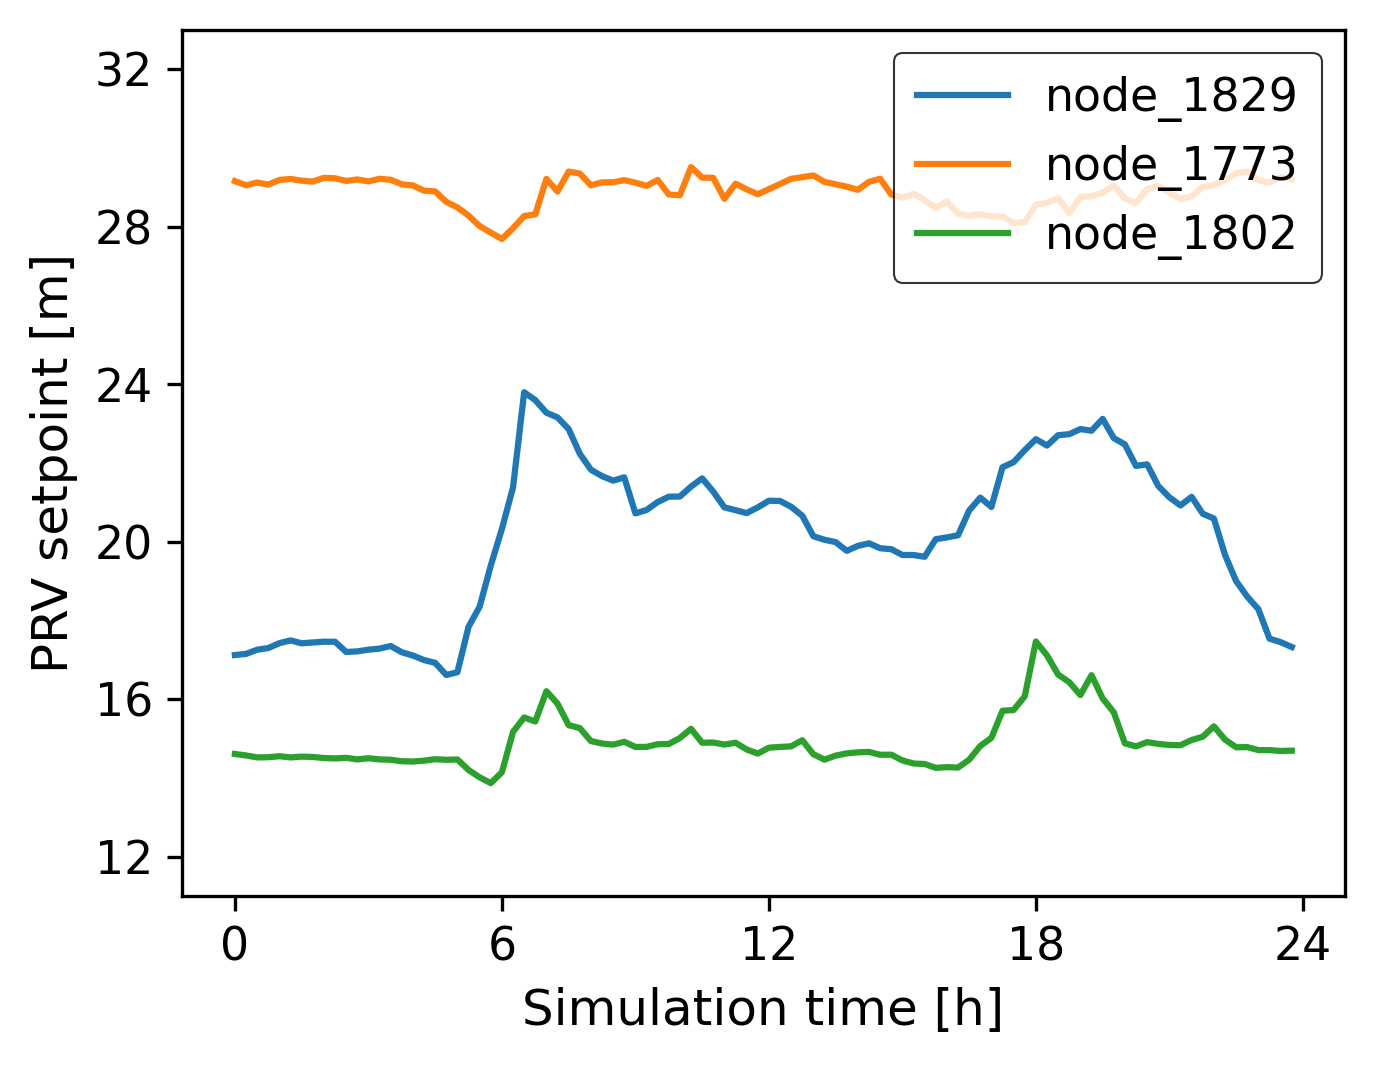 32
28
24
20
16
12
PRV setpoint [m]
node_1829
node_1773
node_1802
0 6 12 18 24
Simulation time [h]